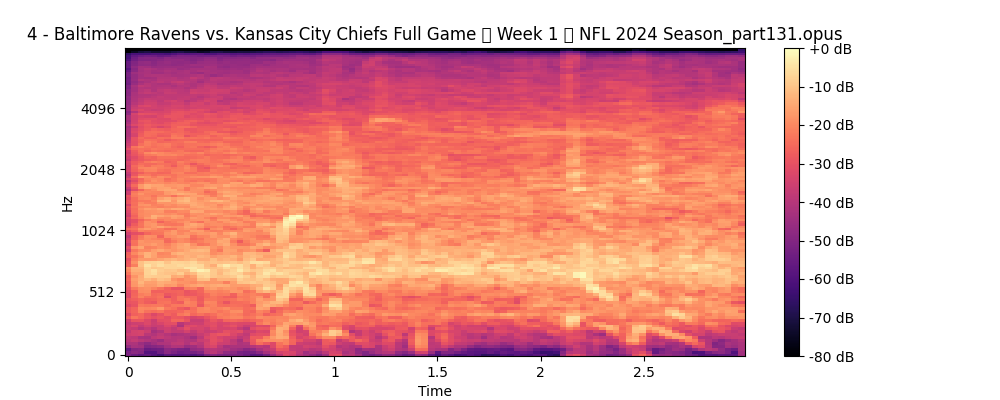 4 - Baltimore Ravens vs. Kansas City Chiefs Full Game ▯ Week 1 ▯ NFL 2024 Season_part131.opus
+0 dB
-10 dB
-20 dB
-30 dB
-40 dB
-50 dB
-60 dB
-70 dB
-80 dB
4096
2048
1024
512
0
Hz
0
0.5
1
1.5
2
2.5
Time